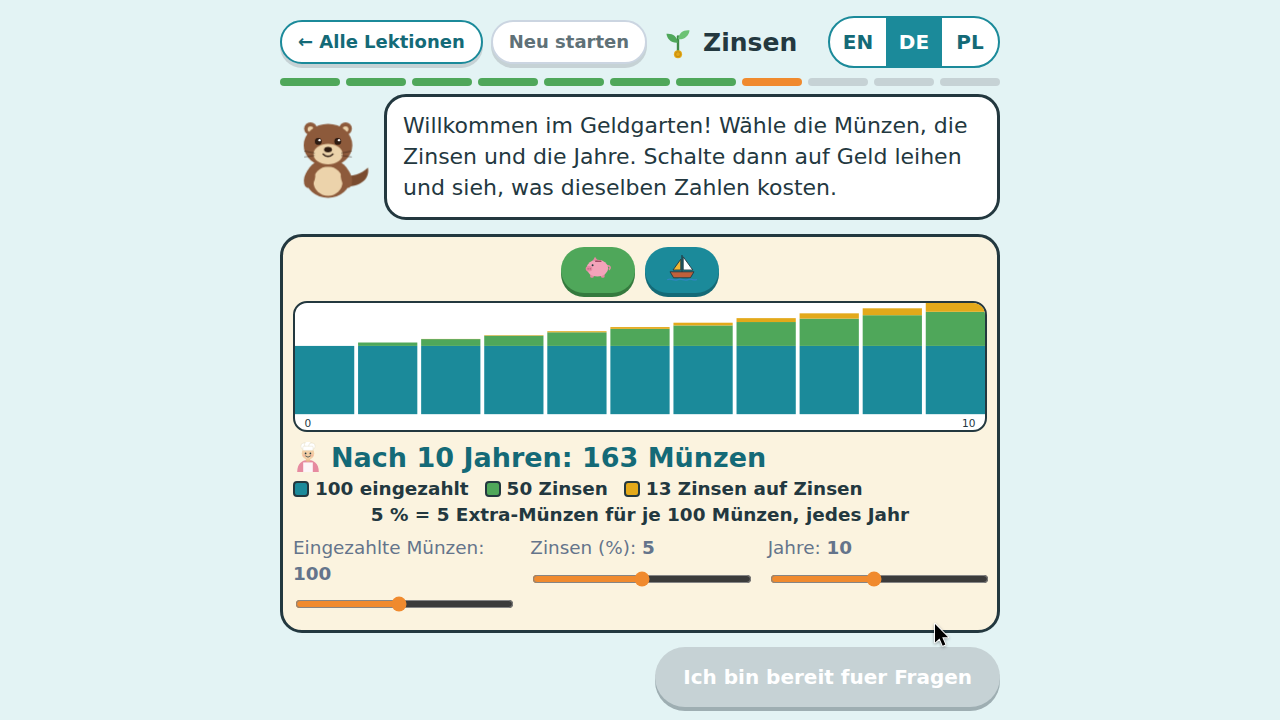 ← Alle Lektionen
Neu starten
Zinsen
EN
DE
PL
Willkommen im Geldgarten! Wähle die Münzen, die
Zinsen und die Jahre. Schalte dann auf Geld leihen
und sieh, was dieselben Zahlen kosten.
0
10
Nach 10 Jahren: 163 Münzen
100 eingezahlt
50 Zinsen
13 Zinsen auf Zinsen
5 % = 5 Extra-Münzen für je 100 Münzen, jedes Jahr
Eingezahlte Münzen:
100
Zinsen (%): 5
Jahre: 10
Ich bin bereit fuer Fragen